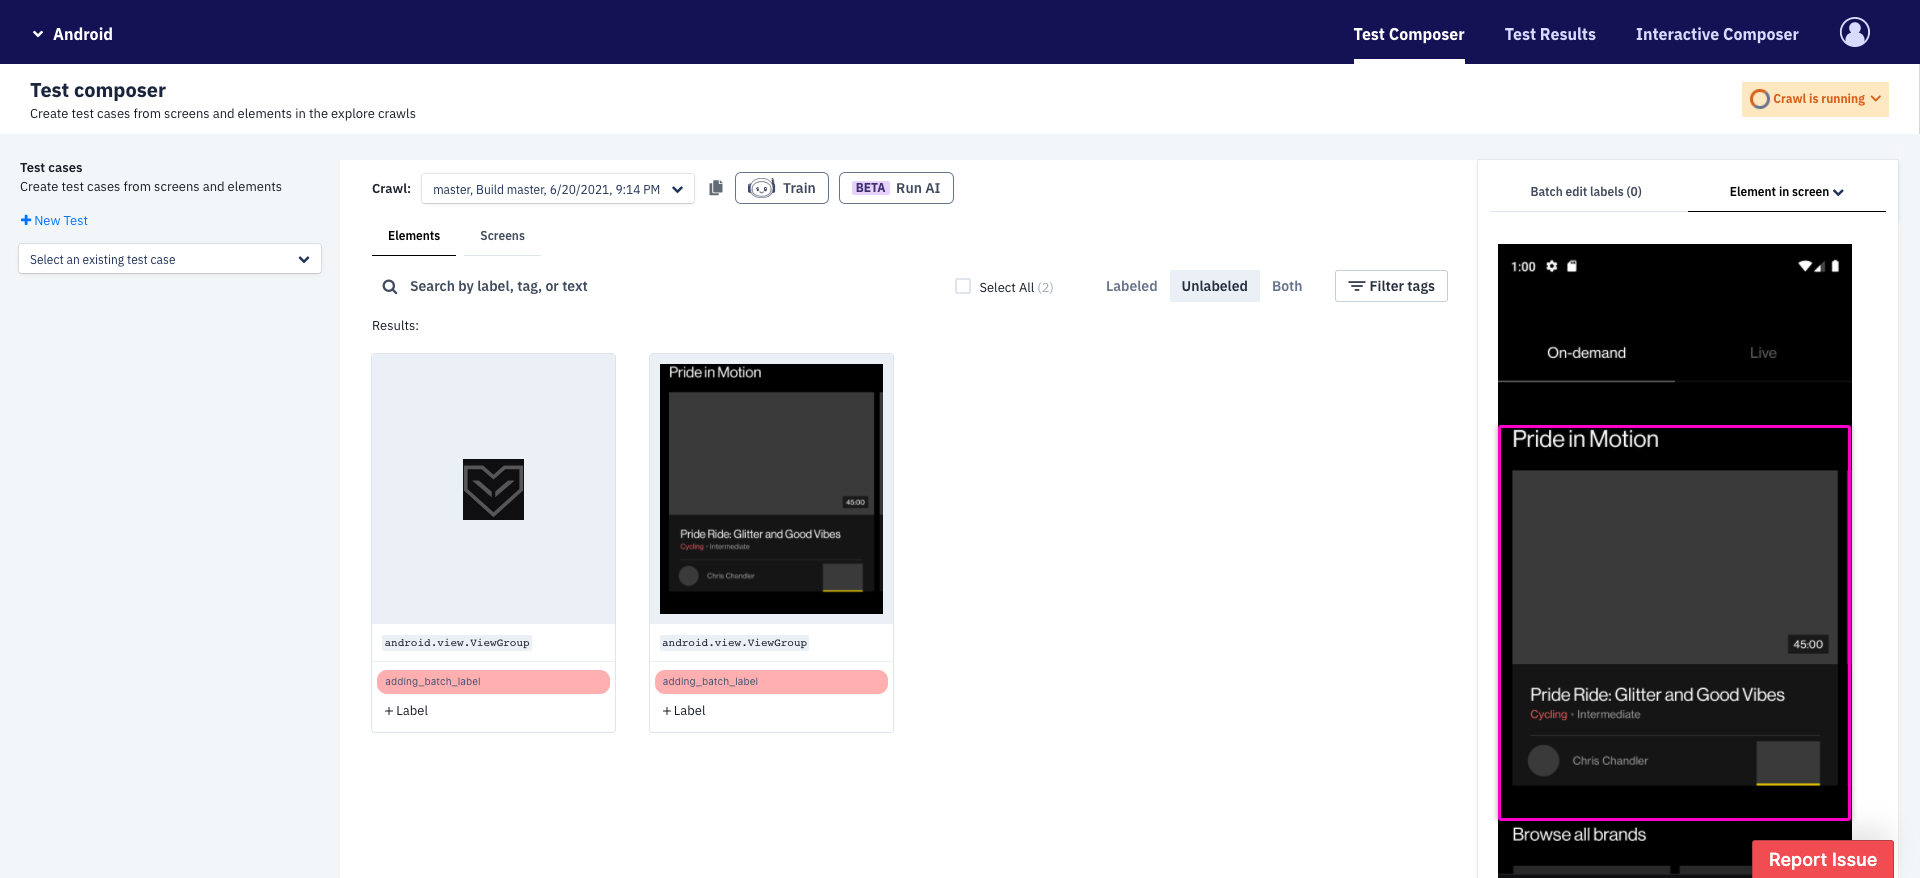 Android
Test Composer
Test Results
Interactive Composer
Test composer
Create test cases from screens and elements in the explore crawls
Crawl is running
Test cases
Create test cases from screens and elements
New Test
Select an existing test case
Crawl:
master, Build master, 6/20/2021, 9:14 PM
Train
BETA Run AI
Elements
Screens
Search by label, tag, or text
Select All (2)
Labeled
Unlabeled
Both
Filter tags
Results:
android.view.ViewGroup
adding_batch_label
+ Label
Pride in Motion
45:00
Pride Ride: Glitter and Good Vibes
Cycling • Intermediate
Chris Chandler
android.view.ViewGroup
adding_batch_label
+ Label
Batch edit labels (0)
Element in screen
1:00
On-demand
Live
Pride in Motion
45:00
Pride Ride: Glitter and Good Vibes
Cycling • Intermediate
Chris Chandler
Browse all brands
Report Issue